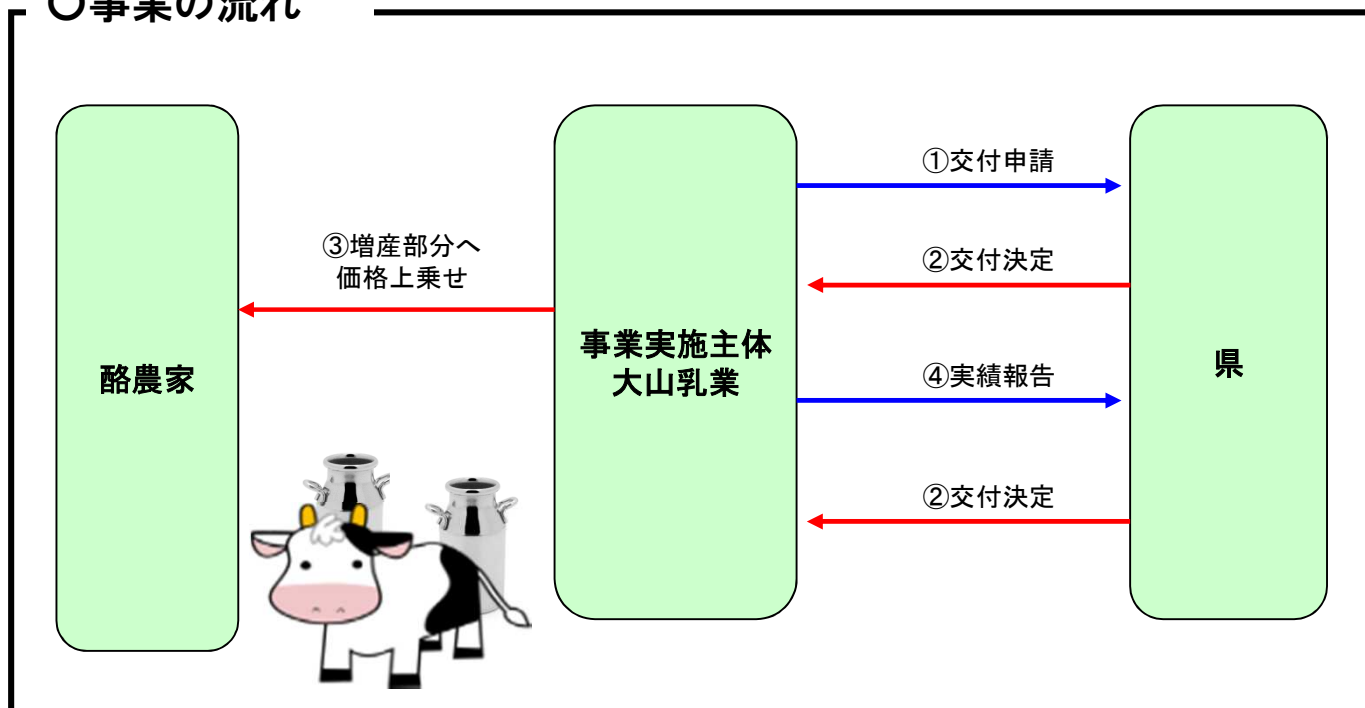 〇事業の流れ
①交付申請
③増産部分へ
価格上乗せ
②交付決定
酪農家
事業実施主体
大山乳業
④実績報告
県
②交付決定